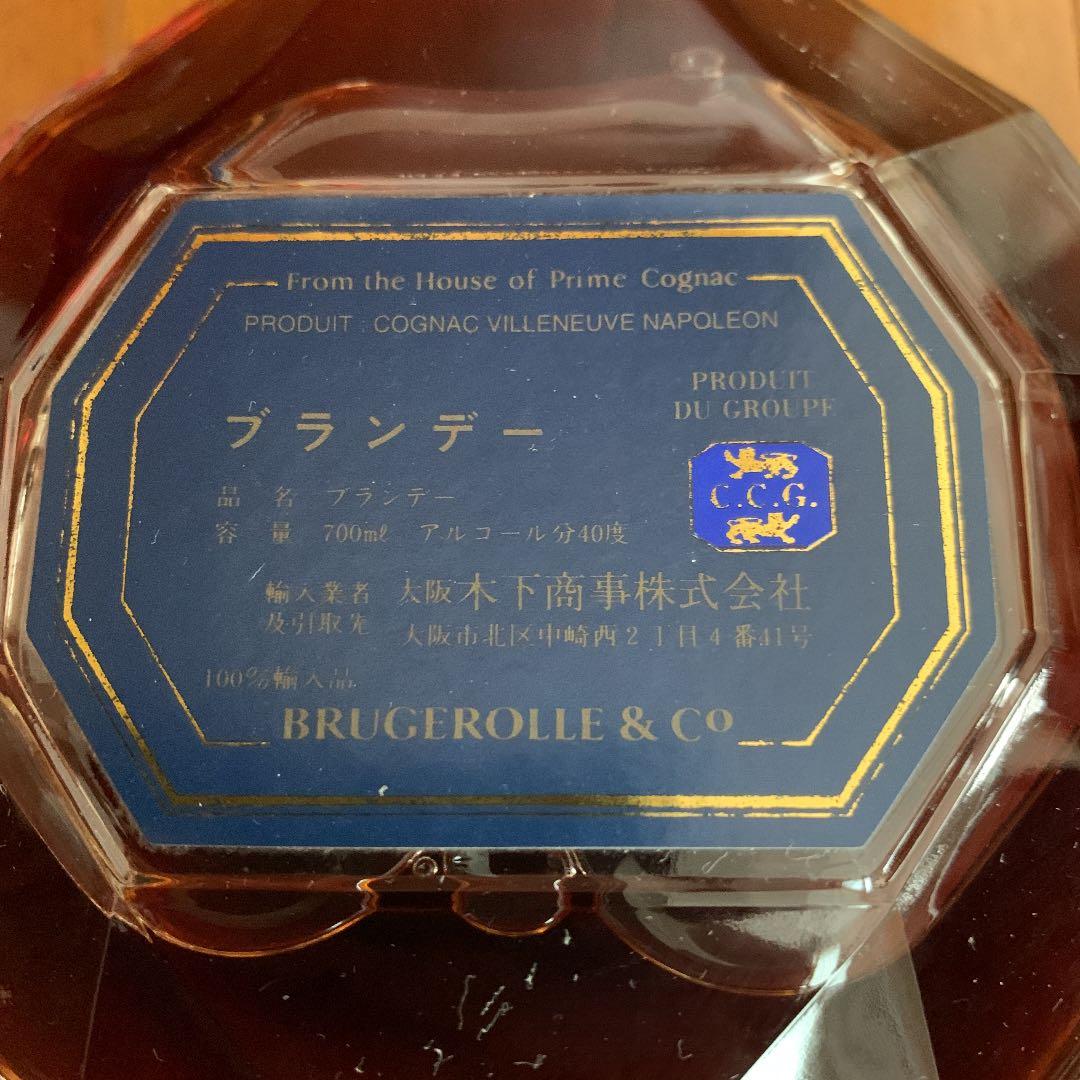 From the House of Prime Cognac
PRODUIT : COGNAC VILLENEUVE NAPOLEON
PRODUIT
DU GROUPE
C.C.G.
ブランデー
品 名 ブランデー
容 量 700ml アルコール分40度
輸入業者 大阪 木下商事株式会社
及引取先 大阪市北区中崎西2丁目4番41号
100%輸入品
BRUGEROLLE & Co